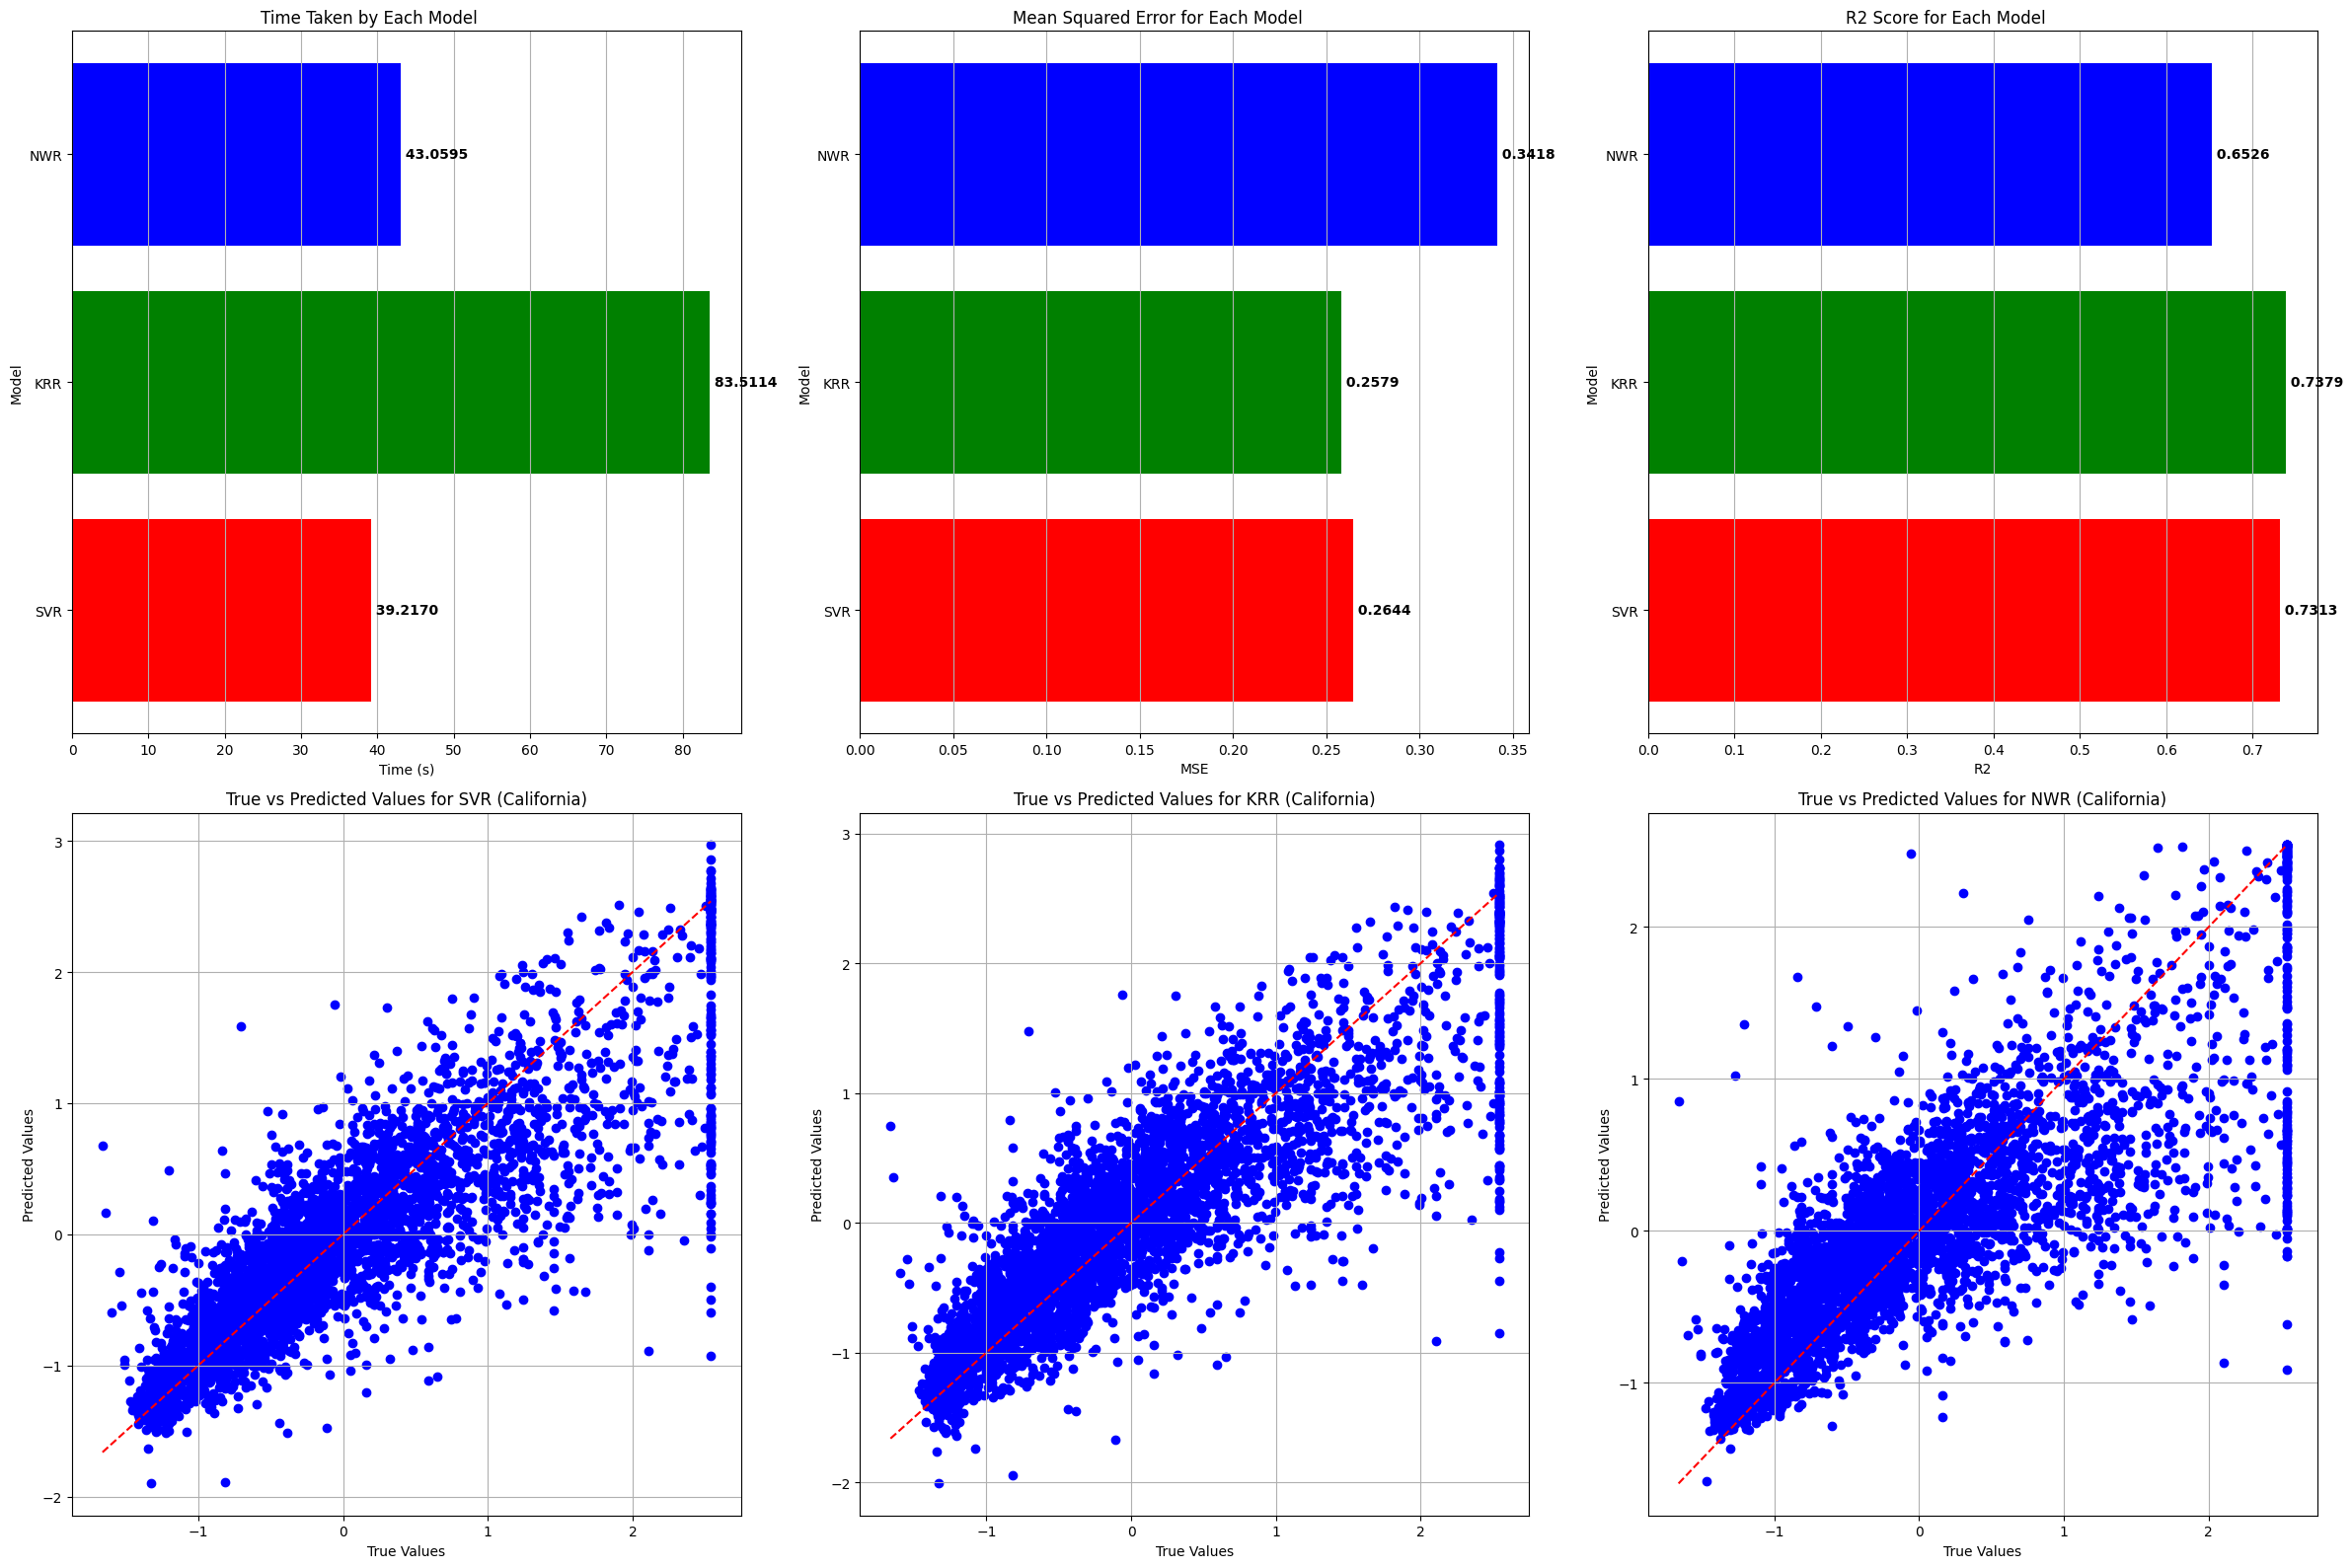 Time Taken by Each Model
Model
NWR
KRR
SVR
43.0595
83.5114
39.2170
0 10 20 30 40 50 60 70 80
Time (s)
Mean Squared Error for Each Model
Model
NWR
KRR
SVR
0.3418
0.2579
0.2644
0.00 0.05 0.10 0.15 0.20 0.25 0.30 0.35
MSE
R2 Score for Each Model
Model
NWR
KRR
SVR
0.6526
0.7379
0.7313
0.0 0.1 0.2 0.3 0.4 0.5 0.6 0.7
R2
True vs Predicted Values for SVR (California)
Predicted Values
3
2
1
0
−1
−2
−1 0 1 2
True Values
True vs Predicted Values for KRR (California)
Predicted Values
3
2
1
0
−1
−2
−1 0 1 2
True Values
True vs Predicted Values for NWR (California)
Predicted Values
2
1
0
−1
−1 0 1 2
True Values